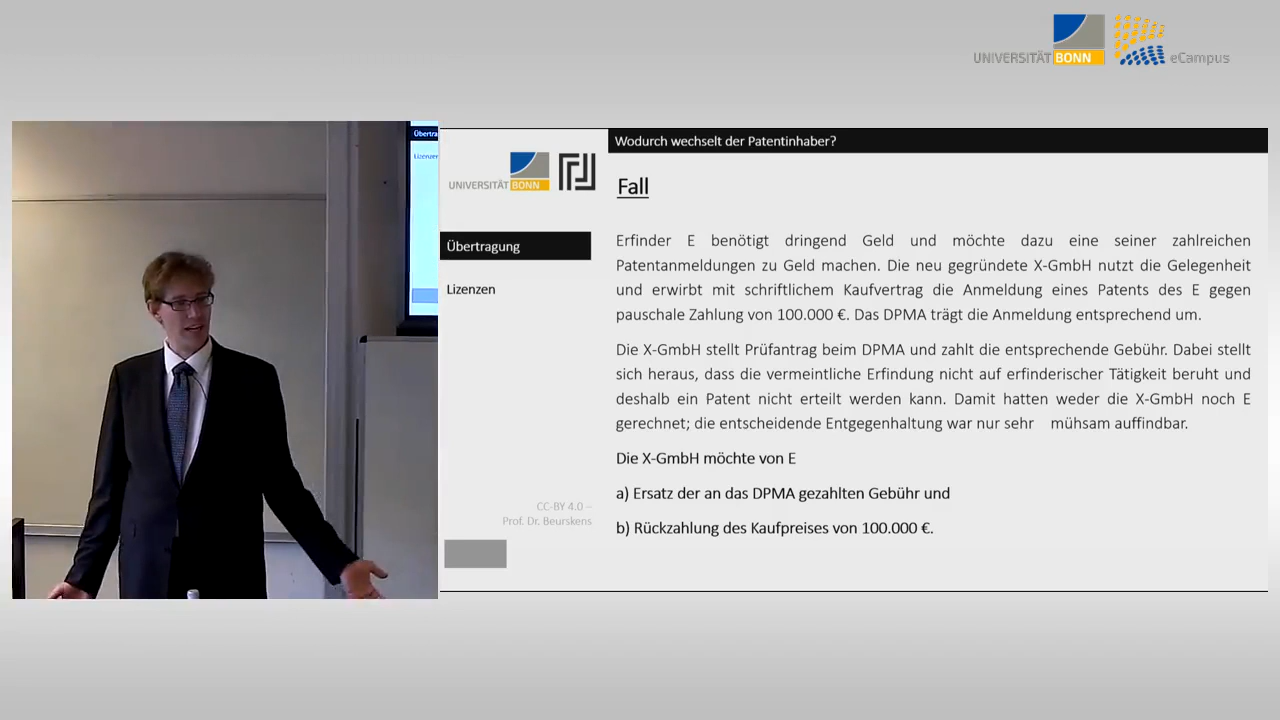 UNIVERSITÄT BONN eCampus
Übertra
Lizenzen
Wodurch wechselt der Patentinhaber?
UNIVERSITÄT BONN
Fall
Übertragung
Lizenzen
Erfinder E benötigt dringend Geld und möchte dazu eine seiner zahlreichen
Patentanmeldungen zu Geld machen. Die neu gegründete X-GmbH nutzt die Gelegenheit
und erwirbt mit schriftlichem Kaufvertrag die Anmeldung eines Patents des E gegen
pauschale Zahlung von 100.000 €. Das DPMA trägt die Anmeldung entsprechend um.
Die X-GmbH stellt Prüfantrag beim DPMA und zahlt die entsprechende Gebühr. Dabei stellt
sich heraus, dass die vermeintliche Erfindung nicht auf erfinderischer Tätigkeit beruht und
deshalb ein Patent nicht erteilt werden kann. Damit hatten weder die X-GmbH noch E
gerechnet; die entscheidende Entgegenhaltung war nur sehr mühsam auffindbar.
Die X-GmbH möchte von E
a) Ersatz der an das DPMA gezahlten Gebühr und
b) Rückzahlung des Kaufpreises von 100.000 €.
CC-BY 4.0 –
Prof. Dr. Beurskens